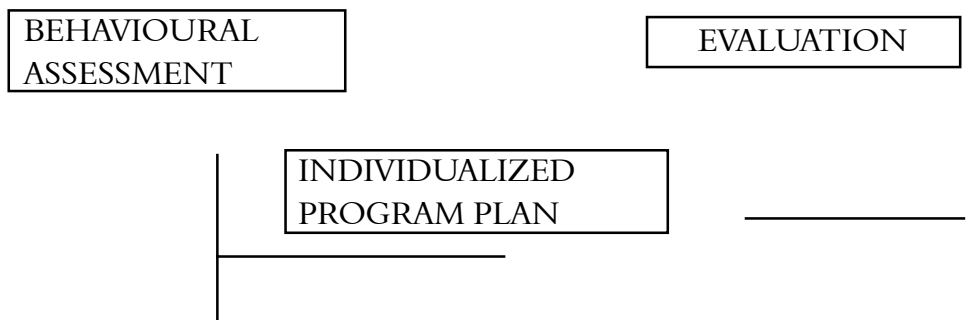 BEHAVIOURAL
ASSESSMENT
EVALUATION
INDIVIDUALIZED
PROGRAM PLAN